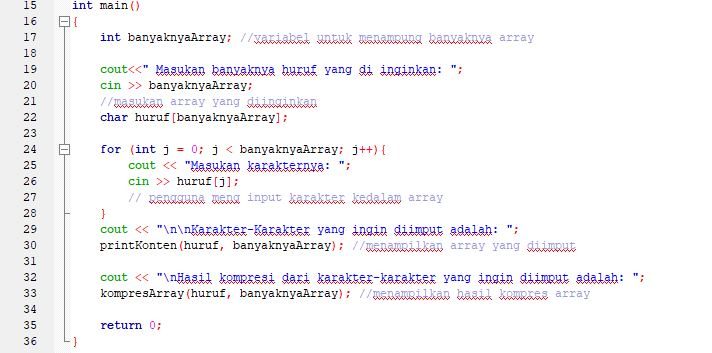 15 int main()
16 {
17 int banyaknyaArray; //variabel untuk menampung banyaknya array
18
19 cout<<" Masukan banyaknya huruf yang di inginkan: ";
20 cin >> banyaknyaArray;
21 //masukan array yang diinginkan
22 char huruf[banyaknyaArray];
23
24 for (int j = 0; j < banyaknyaArray; j++){
25 cout << "Masukan karakternya: ";
26 cin >> huruf[j];
27 // pengguna meng input karakter kedalam array
28 }
29 cout << "\n\nKarakter-Karakter yang ingin diimput adalah: ";
30 printKonten(huruf, banyaknyaArray); //menampilkan array yang diimput
31
32 cout << "\nHasil kompresi dari karakter-karakter yang ingin diimput adalah: ";
33 kompresArray(huruf, banyaknyaArray); //menampilkan hasil kompres array
34
35 return 0;
36 }